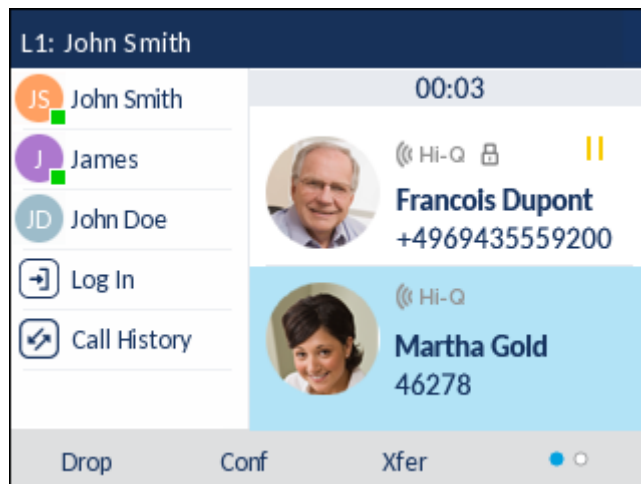 L1: John Smith
JS John Smith
J James
JD John Doe
Log In
Call History
00:03
Hi-Q
Francois Dupont
+4969435559200
Hi-Q
Martha Gold
46278
Drop Conf Xfer